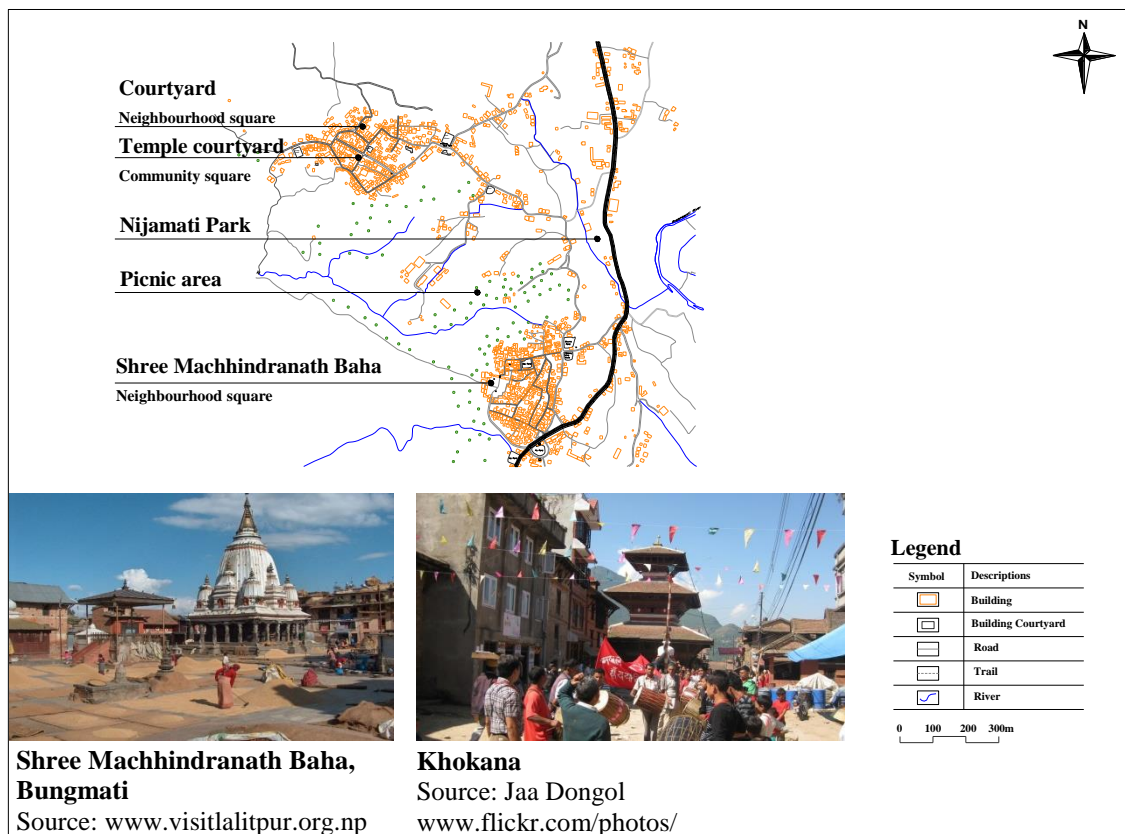 N
Courtyard
Neighbourhood square
Temple courtyard
Community square
Nijamati Park
Picnic area
Shree Machhindranath Baha
Neighbourhood square
Legend
Symbol Descriptions
Building
Building Courtyard
Road
Trail
River
0 100 200 300m
Shree Machhindranath Baha,
Bungmati
Source: www.visitlalitpur.org.np
Khokana
Source: Jaa Dongol
www.flickr.com/photos/